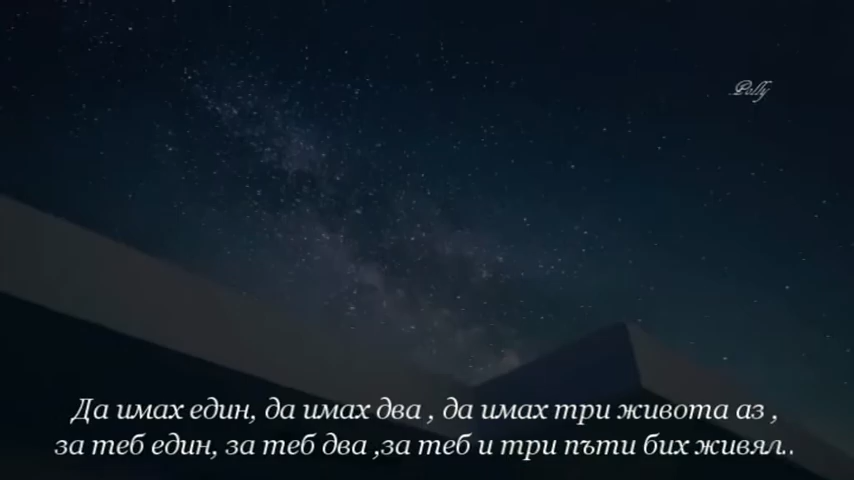 Polly
Да имах един, да имах два , да имах три живота аз ,
за теб един, за теб два ,за теб и три пъти бих живял..